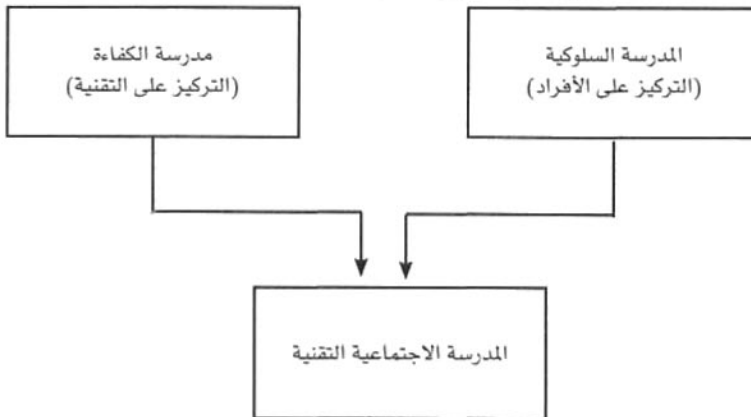 المدرسة السلوكية
(التركيز على الأفراد)
مدرسة الكفاءة
(التركيز على التقنية)
المدرسة الاجتماعية التقنية